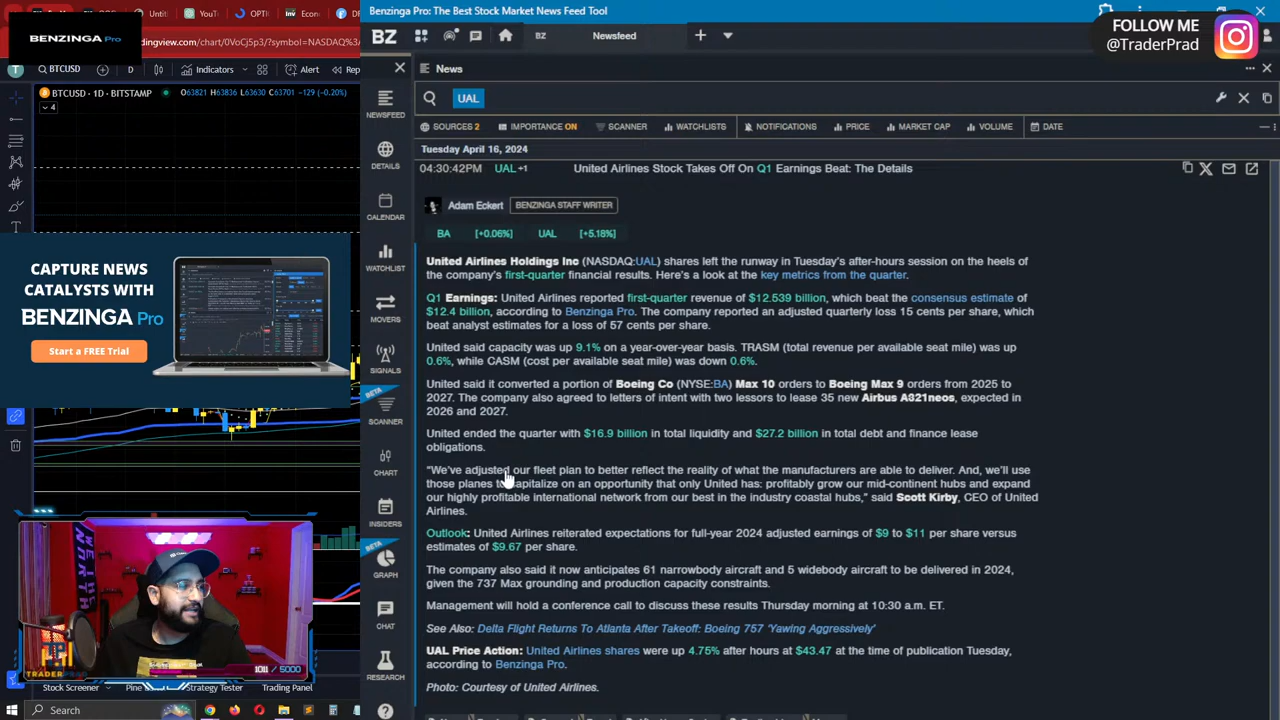 Benzinga Pro: The Best Stock Market News Feed Tool
BENZINGA Pro
BZ
BZ
Newsfeed
FOLLOW ME
@TraderPrad
BTCUSD
D
Indicators
Alert
BTCUSD · 1D · BITSTAMP
O63821 H63836 L63630 C63701 -129 (-0.20%)
4
News
UAL
SOURCES 2
IMPORTANCE ON
SCANNER
WATCHLISTS
NOTIFICATIONS
PRICE
MARKET CAP
VOLUME
DATE
NEWSFEED
DETAILS
CALENDAR
WATCHLIST
MOVERS
SIGNALS
BETA
SCANNER
CHART
INSIDERS
BETA
GRAPH
CHAT
RESEARCH
Tuesday April 16, 2024
04:30:42PM UAL+1 United Airlines Stock Takes Off On Q1 Earnings Beat: The Details
Adam Eckert BENZINGA STAFF WRITER
BA [+0.06%] UAL [+5.18%]
United Airlines Holdings Inc (NASDAQ:UAL) shares left the runway in Tuesday's after-hours session on the heels of
the company's first-quarter financial results. Here's a look at the key metrics from the quarter.
Q1 Earnings: United Airlines reported first-quarter revenue of $12.539 billion, which beat the consensus estimate of
$12.4 billion, according to Benzinga Pro. The company reported an adjusted quarterly loss 15 cents per share, which
beat analyst estimates for a loss of 57 cents per share.
United said capacity was up 9.1% on a year-over-year basis. TRASM (total revenue per available seat mile) was up
0.6%, while CASM (cost per available seat mile) was down 0.6%.
United said it converted a portion of Boeing Co (NYSE:BA) Max 10 orders to Boeing Max 9 orders from 2025 to
2027. The company also agreed to letters of intent with two lessors to lease 35 new Airbus A321neos, expected in
2026 and 2027.
United ended the quarter with $16.9 billion in total liquidity and $27.2 billion in total debt and finance lease
obligations.
"We've adjusted our fleet plan to better reflect the reality of what the manufacturers are able to deliver. And, we'll use
those planes to capitalize on an opportunity that only United has: profitably grow our mid-continent hubs and expand
our highly profitable international network from our best in the industry coastal hubs," said Scott Kirby, CEO of United
Airlines.
Outlook: United Airlines reiterated expectations for full-year 2024 adjusted earnings of $9 to $11 per share versus
estimates of $9.67 per share.
The company also said it now anticipates 61 narrowbody aircraft and 5 widebody aircraft to be delivered in 2024,
given the 737 Max grounding and production capacity constraints.
Management will hold a conference call to discuss these results Thursday morning at 10:30 a.m. ET.
See Also: Delta Flight Returns To Atlanta After Takeoff: Boeing 757 'Yawing Aggressively'
UAL Price Action: United Airlines shares were up 4.75% after hours at $43.47 at the time of publication Tuesday,
according to Benzinga Pro.
Photo: Courtesy of United Airlines.
CAPTURE NEWS
CATALYSTS WITH
BENZINGA Pro
Start a FREE Trial
TRADERPRAD
1011 / 5000
Stock Screener
Strategy Tester
Trading Panel
Search